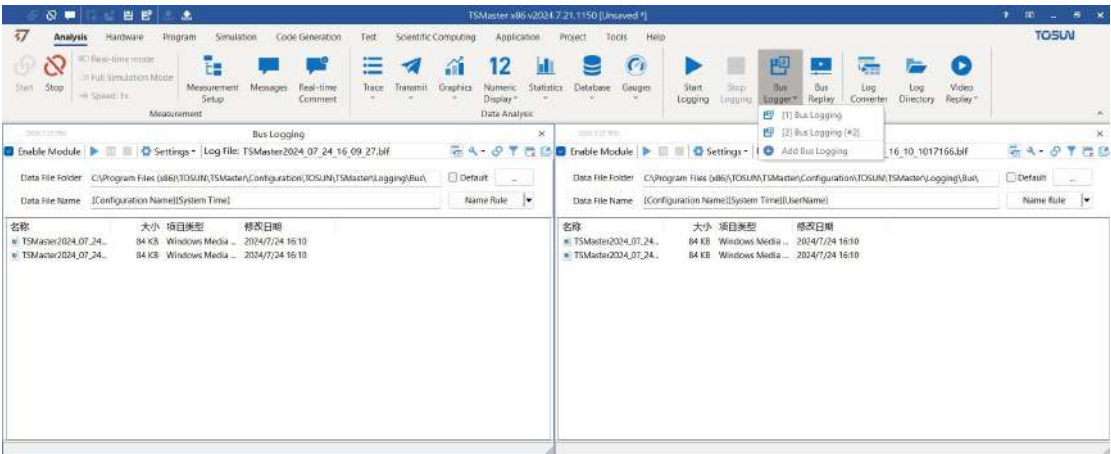 TSMaster x86 v2024.7.21.1150 [Unsaved *]
Analysis Hardware Program Simulation Code Generation Test Scientific Computing Application Project Tools Help
TOSUN
Real-time mode
Full Simulation Mode
Speed: 1x
Start Stop Measurement Setup Messages Real-time Comment Trace Transmit Graphics 12 Numeric Display Statistics Database Gauges Start Logging Stop Logging Bus Logger Bus Replay Log Converter Log Directory Video Replay
Measurement Data Analysis
[1] Bus Logging
[2] Bus Logging [*2]
Add Bus Logging
Bus Logging
Enable Module Settings Log File: TSMaster2024_07_24_16_09_27.blf
Data File Folder C:\Program Files (x86)\TOSUN\TSMaster\Configuration\TOSUN\TSMaster\Logging\Bus\ Default ...
Data File Name [Configuration Name][System Time] Name Rule
名称 大小 项目类型 修改日期
TSMaster2024_07_24... 84 KB Windows Media ... 2024/7/24 16:10
TSMaster2024_07_24... 84 KB Windows Media ... 2024/7/24 16:10
Enable Module Settings 16_10_1017166.blf
Data File Folder C:\Program Files (x86)\TOSUN\TSMaster\Configuration\TOSUN\TSMaster\Logging\Bus\ Default ...
Data File Name [Configuration Name][System Time][UserName] Name Rule
名称 大小 项目类型 修改日期
TSMaster2024_07_24... 84 KB Windows Media ... 2024/7/24 16:10
TSMaster2024_07_24... 84 KB Windows Media ... 2024/7/24 16:10